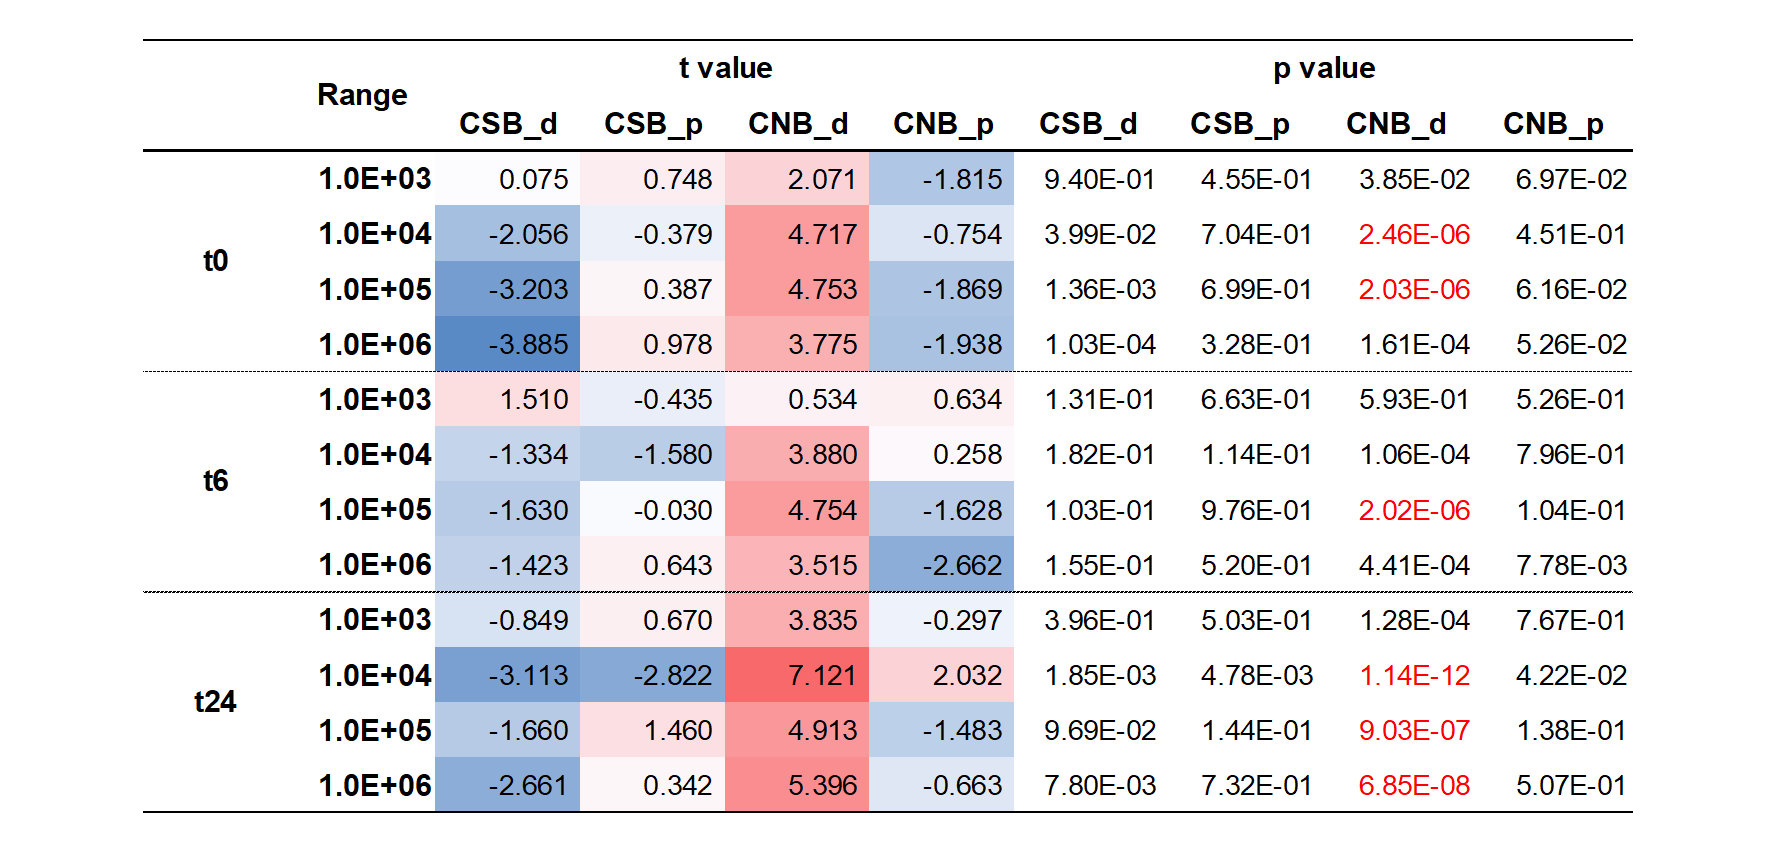 t value p value
Range
CSB_d CSB_p CNB_d CNB_p CSB_d CSB_p CNB_d CNB_p
t0
1.0E+03 0.075 0.748 2.071 -1.815 9.40E-01 4.55E-01 3.85E-02 6.97E-02
1.0E+04 -2.056 -0.379 4.717 -0.754 3.99E-02 7.04E-01 2.46E-06 4.51E-01
1.0E+05 -3.203 0.387 4.753 -1.869 1.36E-03 6.99E-01 2.03E-06 6.16E-02
1.0E+06 -3.885 0.978 3.775 -1.938 1.03E-04 3.28E-01 1.61E-04 5.26E-02
t6
1.0E+03 1.510 -0.435 0.534 0.634 1.31E-01 6.63E-01 5.93E-01 5.26E-01
1.0E+04 -1.334 -1.580 3.880 0.258 1.82E-01 1.14E-01 1.06E-04 7.96E-01
1.0E+05 -1.630 -0.030 4.754 -1.628 1.03E-01 9.76E-01 2.02E-06 1.04E-01
1.0E+06 -1.423 0.643 3.515 -2.662 1.55E-01 5.20E-01 4.41E-04 7.78E-03
t24
1.0E+03 -0.849 0.670 3.835 -0.297 3.96E-01 5.03E-01 1.28E-04 7.67E-01
1.0E+04 -3.113 -2.822 7.121 2.032 1.85E-03 4.78E-03 1.14E-12 4.22E-02
1.0E+05 -1.660 1.460 4.913 -1.483 9.69E-02 1.44E-01 9.03E-07 1.38E-01
1.0E+06 -2.661 0.342 5.396 -0.663 7.80E-03 7.32E-01 6.85E-08 5.07E-01